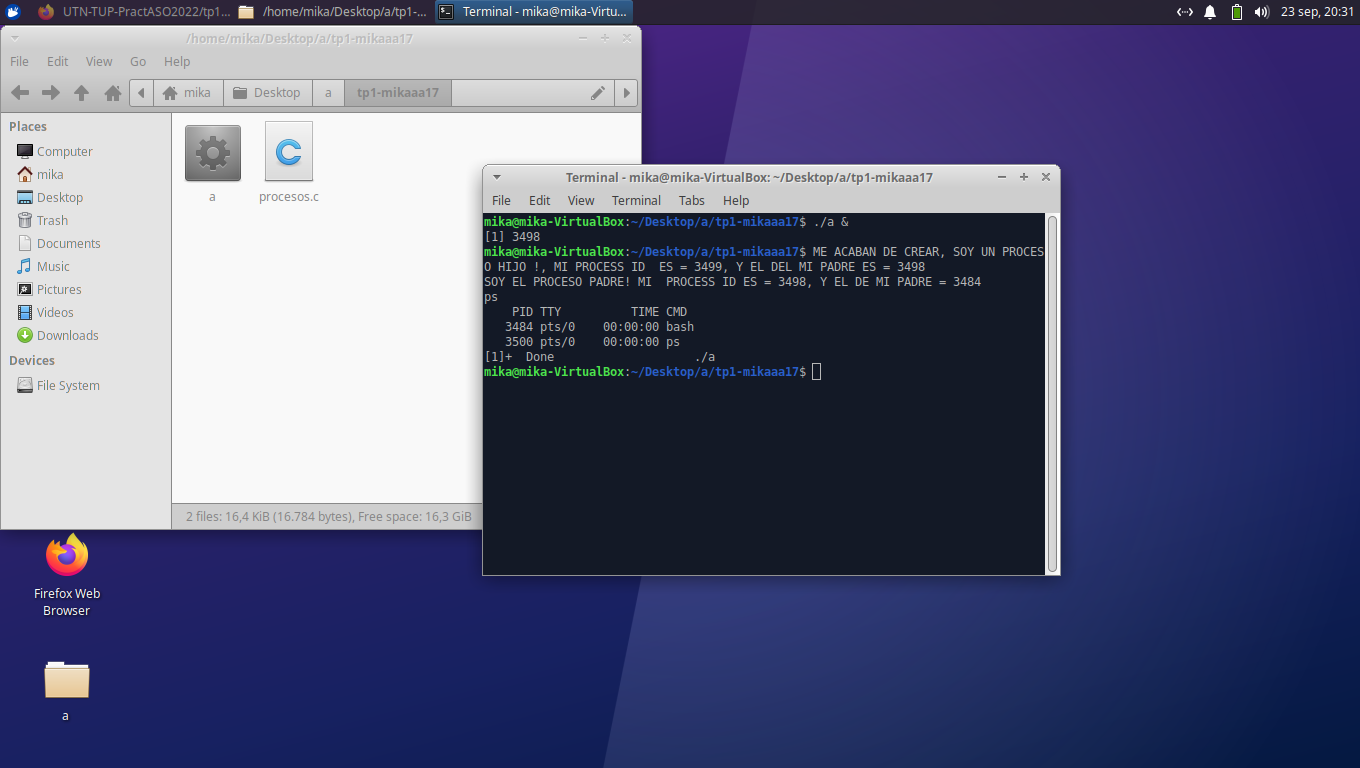 UTN-TUP-PractASO2022/tp1... /home/mika/Desktop/a/tp1-... Terminal - mika@mika-Virtu... 23 sep, 20:31
/home/mika/Desktop/a/tp1-mikaaa17
File Edit View Go Help
mika Desktop a tp1-mikaaa17
Places
Computer
mika
Desktop
Trash
Documents
Music
Pictures
Videos
Downloads
Devices
File System
a
procesos.c
2 files: 16,4 KiB (16.784 bytes), Free space: 16,3 GiB
Terminal - mika@mika-VirtualBox: ~/Desktop/a/tp1-mikaaa17
File Edit View Terminal Tabs Help
mika@mika-VirtualBox:~/Desktop/a/tp1-mikaaa17$ ./a &
[1] 3498
mika@mika-VirtualBox:~/Desktop/a/tp1-mikaaa17$ ME ACABAN DE CREAR, SOY UN PROCES
O HIJO !, MI PROCESS ID  ES = 3499, Y EL DEL MI PADRE ES = 3498
SOY EL PROCESO PADRE! MI  PROCESS ID ES = 3498, Y EL DE MI PADRE = 3484
ps
    PID TTY          TIME CMD
   3484 pts/0    00:00:00 bash
   3500 pts/0    00:00:00 ps
[1]+  Done                    ./a
mika@mika-VirtualBox:~/Desktop/a/tp1-mikaaa17$
Firefox Web
Browser
a